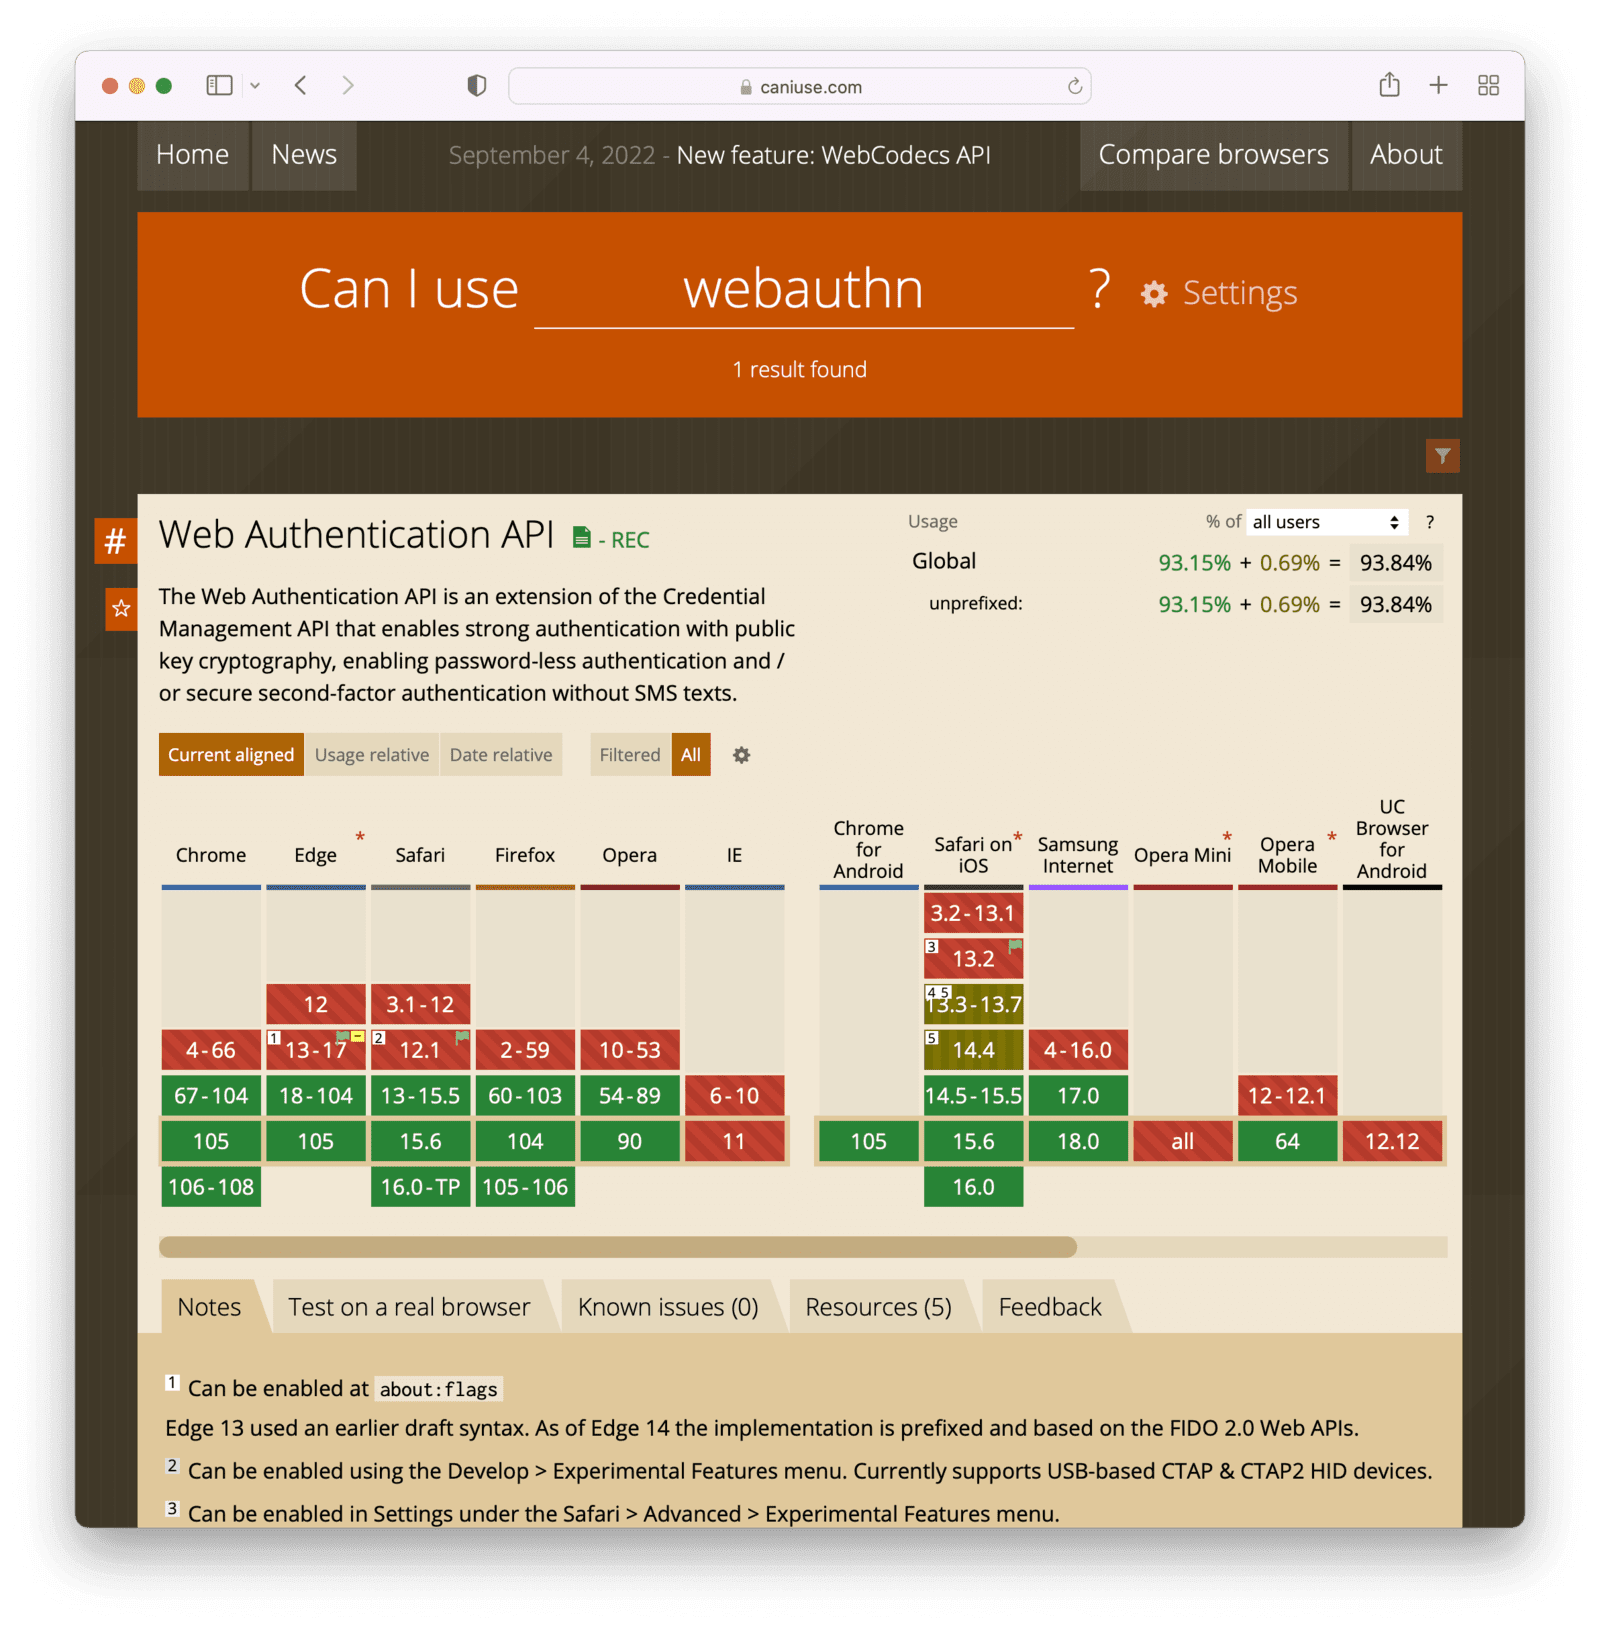 caniuse.com
Home
News
September 4, 2022 - New feature: WebCodecs API
Compare browsers
About
Can I use webauthn ? Settings
1 result found
#
Web Authentication API - REC
The Web Authentication API is an extension of the Credential
Management API that enables strong authentication with public
key cryptography, enabling password-less authentication and /
or secure second-factor authentication without SMS texts.
Usage % of all users ?
Global 93.15% + 0.69% = 93.84%
unprefixed: 93.15% + 0.69% = 93.84%
Current aligned Usage relative Date relative Filtered All
Chrome
4-66
67-104
105
106-108
Edge *
12
1 13-17
18-104
105
Safari
3.1-12
2 12.1
13-15.5
15.6
16.0-TP
Firefox
2-59
60-103
104
105-106
Opera
10-53
54-89
90
IE
6-10
11
Chrome
for
Android
105
Safari on *
iOS
3.2-13.1
3 13.2
4 5 13.3-13.7
5 14.4
14.5-15.5
15.6
16.0
Samsung
Internet
4-16.0
17.0
18.0
Opera Mini *
all
Opera *
Mobile
12-12.1
64
UC
Browser
for
Android
12.12
Notes
Test on a real browser
Known issues (0)
Resources (5)
Feedback
1 Can be enabled at about:flags
Edge 13 used an earlier draft syntax. As of Edge 14 the implementation is prefixed and based on the FIDO 2.0 Web APIs.
2 Can be enabled using the Develop > Experimental Features menu. Currently supports USB-based CTAP & CTAP2 HID devices.
3 Can be enabled in Settings under the Safari > Advanced > Experimental Features menu.